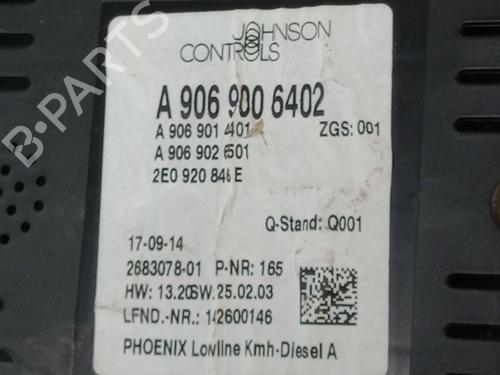 JOHNSON
CONTROLS
A 906 900 6402
A 906 901 4401 ZGS: 001
A 906 902 6501
2E0 920 846 E
Q-Stand: Q001
17-09-14
2683078-01 P-NR: 165
HW: 13.20 SW.25.02.03
LFND.-NR.: 142600146
PHOENIX Lowline Kmh-Diesel A
B-PARTS